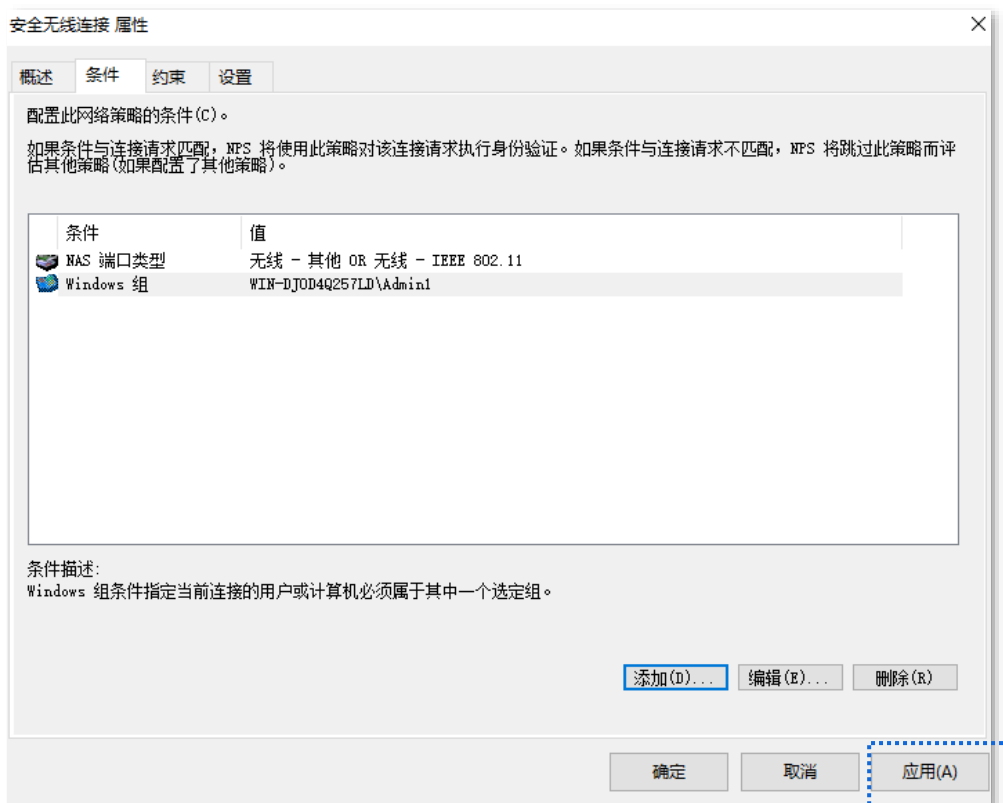 安全无线连接 属性
概述 条件 约束 设置
配置此网络策略的条件(C)。
如果条件与连接请求匹配，NPS 将使用此策略对该连接请求执行身份验证。如果条件与连接请求不匹配，NPS 将跳过此策略而评
估其他策略(如果配置了其他策略)。
条件 值
NAS 端口类型 无线 - 其他 OR 无线 - IEEE 802.11
Windows 组 WIN-DJOD4Q257LD\Admin1
条件描述:
Windows 组条件指定当前连接的用户或计算机必须属于其中一个选定组。
添加(D)... 编辑(E)... 删除(R)
确定 取消 应用(A)